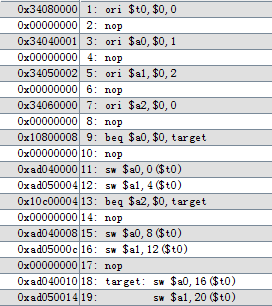 0x34080000 1: ori $t0,$0,0
0x00000000 2: nop
0x34040001 3: ori $a0,$0,1
0x00000000 4: nop
0x34050002 5: ori $a1,$0,2
0x00000000 6: nop
0x34060000 7: ori $a2,$0,0
0x00000000 8: nop
0x10800008 9: beq $a0,$0,target
0x00000000 10: nop
0xad040000 11: sw $a0,0($t0)
0xad050004 12: sw $a1,4($t0)
0x10c00004 13: beq $a2,$0,target
0x00000000 14: nop
0xad040008 15: sw $a0,8($t0)
0xad05000c 16: sw $a1,12($t0)
0x00000000 17: nop
0xad040010 18: target: sw $a0,16($t0)
0xad050014 19: sw $a1,20($t0)